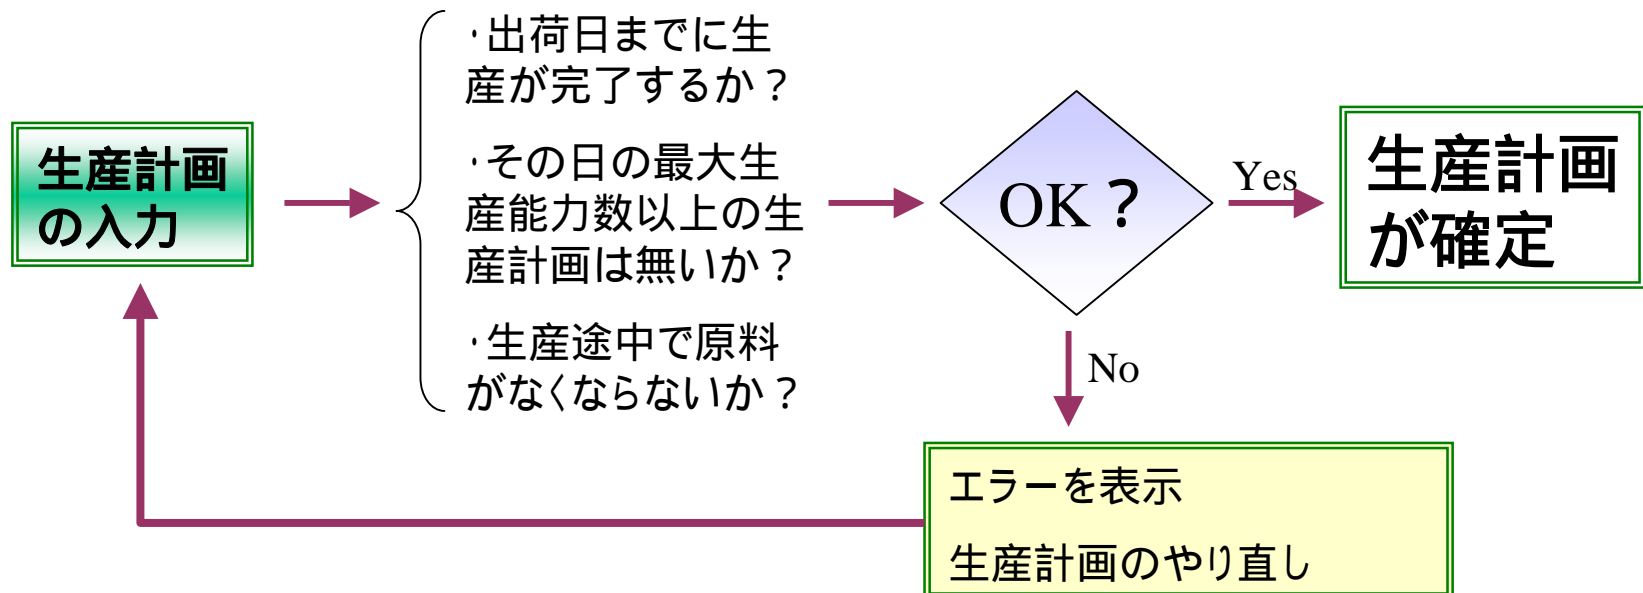 生産計画
の入力
・出荷日までに生
産が完了するか？
・その日の最大生
産能力数以上の生
産計画は無いか？
・生産途中で原料
がなくならないか？
OK？
Yes
生産計画
が確定
No
エラーを表示
生産計画のやり直し